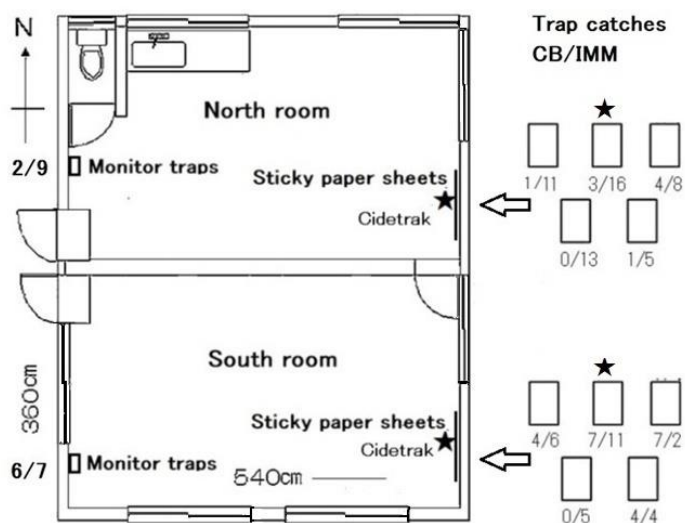 N
Trap catches
CB/IMM
North room
★
2/9
Monitor traps
Sticky paper sheets
★
Cidetrak
1/11
3/16
4/8
0/13
1/5
South room
★
360cm
Sticky paper sheets
★
Cidetrak
4/6
7/11
7/2
6/7
Monitor traps
540cm
0/5
4/4